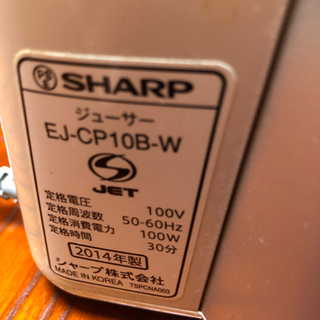 PSE
SHARP
ジューサー
EJ-CP10B-W
S
JET
定格電圧 100V
定格周波数 50-60Hz
定格消費電力 100W
定格時間 30分
2014年製
シャープ株式会社
MADE IN KOREA TSPCNA003